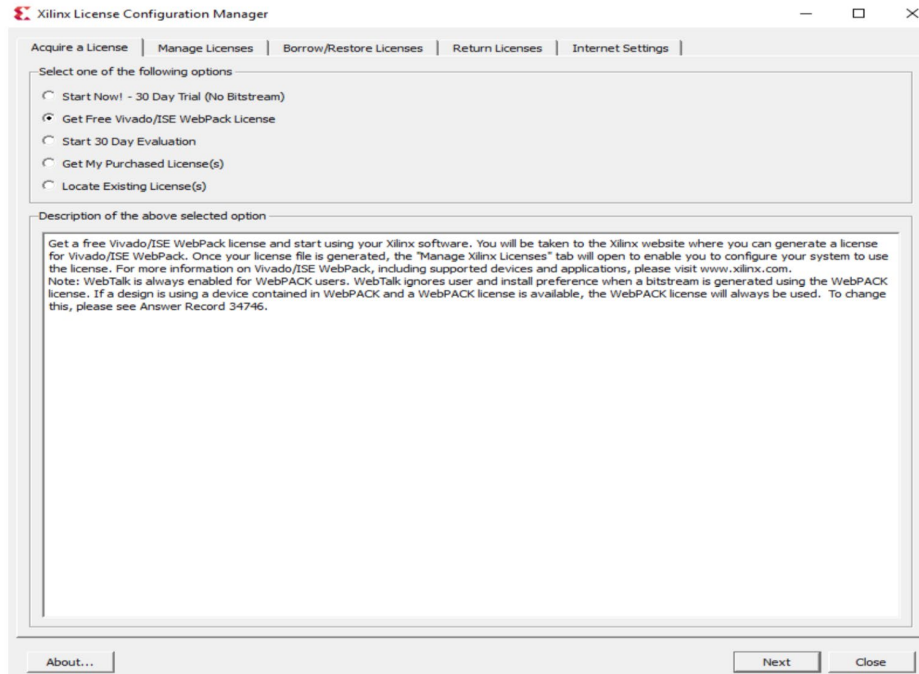 Xilinx License Configuration Manager
Acquire a License Manage Licenses Borrow/Restore Licenses Return Licenses Internet Settings
Select one of the following options
Start Now! - 30 Day Trial (No Bitstream)
Get Free Vivado/ISE WebPack License
Start 30 Day Evaluation
Get My Purchased License(s)
Locate Existing License(s)
Description of the above selected option
Get a free Vivado/ISE WebPack license and start using your Xilinx software. You will be taken to the Xilinx website where you can generate a license
for Vivado/ISE WebPack. Once your license file is generated, the "Manage Xilinx Licenses" tab will open to enable you to configure your system to use
the license. For more information on Vivado/ISE WebPack, including supported devices and applications, please visit www.xilinx.com.
Note: WebTalk is always enabled for WebPACK users. WebTalk ignores user and install preference when a bitstream is generated using the WebPACK
license. If a design is using a device contained in WebPACK and a WebPACK license is available, the WebPACK license will always be used. To change
this, please see Answer Record 34746.
About... Next Close